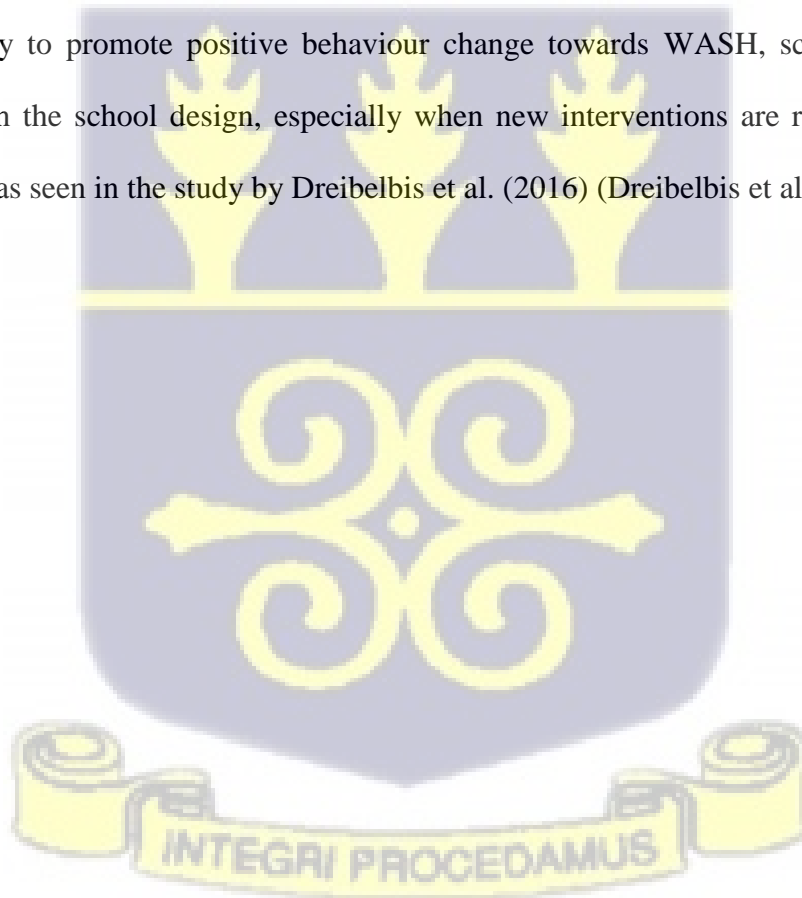 y to promote positive behaviour change towards WASH, sc
n the school design, especially when new interventions are r
as seen in the study by Dreibelbis et al. (2016) (Dreibelbis et al
INTEGRI PROCEDAMUS